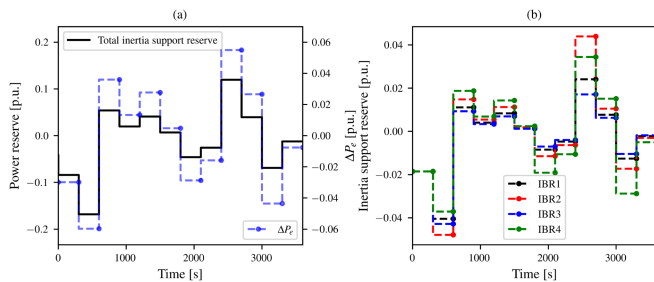 (a)
Power reserve [p.u.]
0.2
0.1
0.0
−0.1
−0.2
Total inertia support reserve
ΔPₑ
0.06
0.04
0.02
0.00
−0.02
−0.04
−0.06
ΔPₑ [p.u.]
0
1000
2000
3000
Time [s]
(b)
Inertia support reserve [p.u.]
0.04
0.02
0.00
−0.02
−0.04
IBR1
IBR2
IBR3
IBR4
0
1000
2000
3000
Time [s]